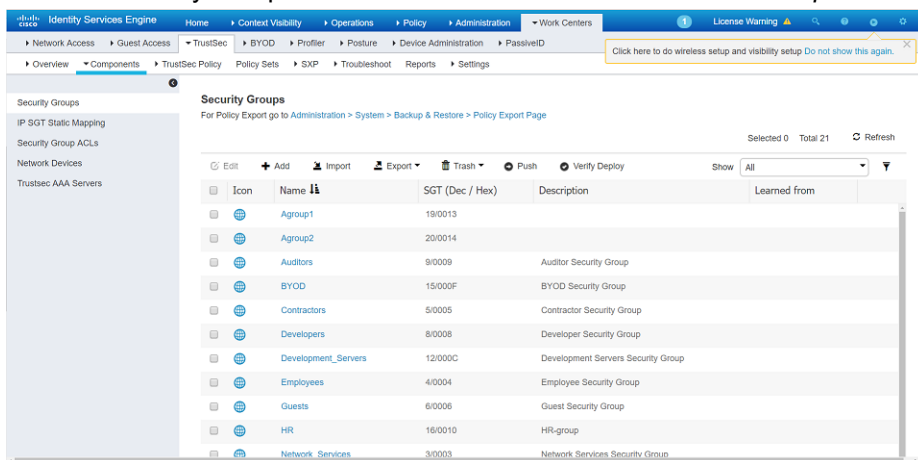 cisco Identity Services Engine Home Context Visibility Operations Policy Administration Work Centers 1 License Warning
Network Access Guest Access TrustSec BYOD Profiler Posture Device Administration PassiveID
Click here to do wireless setup and visibility setup Do not show this again.
Overview Components TrustSec Policy Policy Sets SXP Troubleshoot Reports Settings
Security Groups
IP SGT Static Mapping
Security Group ACLs
Network Devices
Trustsec AAA Servers
Security Groups
For Policy Export go to Administration > System > Backup & Restore > Policy Export Page
Selected 0 Total 21 Refresh
Edit Add Import Export Trash Push Verify Deploy Show All
Icon Name SGT (Dec / Hex) Description Learned from
Agroup1 19/0013
Agroup2 20/0014
Auditors 9/0009 Auditor Security Group
BYOD 15/000F BYOD Security Group
Contractors 5/0005 Contractor Security Group
Developers 8/0008 Developer Security Group
Development_Servers 12/000C Development Servers Security Group
Employees 4/0004 Employee Security Group
Guests 6/0006 Guest Security Group
HR 16/0010 HR-group
Network_Services 3/0003 Network Services Security Group